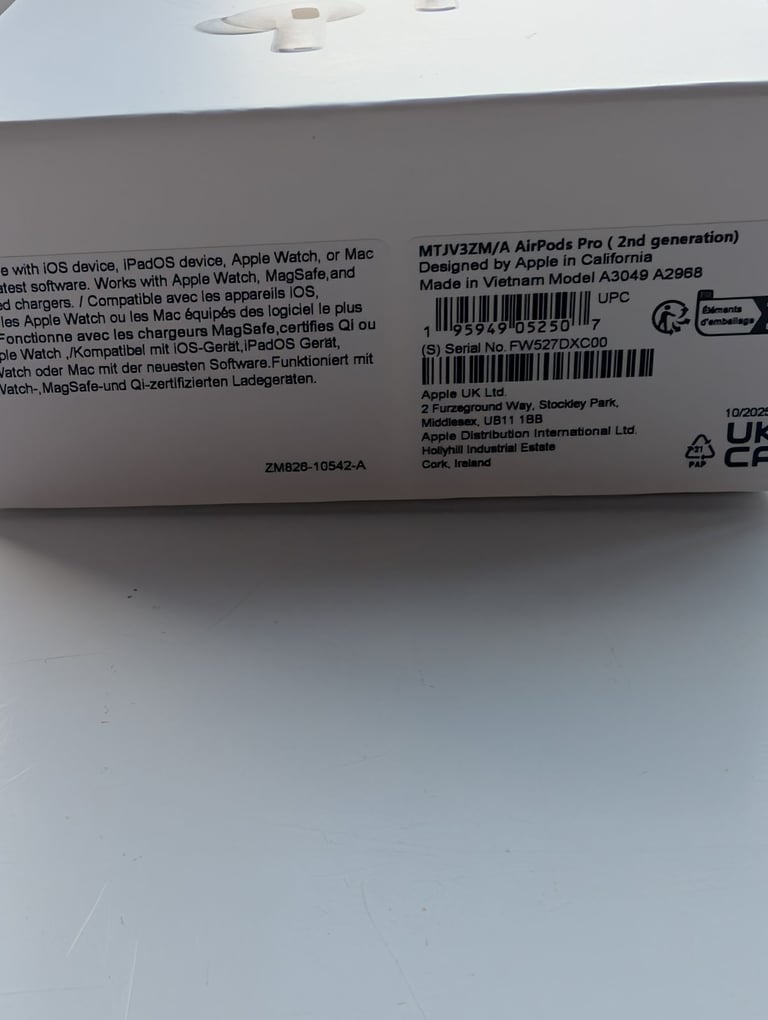 e with iOS device, iPadOS device, Apple Watch, or Mac
atest software. Works with Apple Watch, MagSafe,and
ed chargers. / Compatible avec les appareils iOS,
les Apple Watch ou les Mac équipés des logiciel le plus
Fonctionne avec les chargeurs MagSafe,certifies Qi ou
ple Watch ,/Kompatibel mit iOS-Gerät,iPadOS Gerät,
Watch oder Mac mit der neuesten Software.Funktioniert mit
Watch-,MagSafe-und Qi-zertifizierten Ladegeräten.
ZM826-10542-A
MTJV3ZM/A AirPods Pro ( 2nd generation)
Designed by Apple in California
Made in Vietnam Model A3049 A2968
UPC
1 95949 05250 7
(S) Serial No. FW527DXC00
Apple UK Ltd.
2 Furzeground Way, Stockley Park,
Middlesex, UB11 1BB
Apple Distribution International Ltd.
Hollyhill Industrial Estate
Cork, Ireland
Éléments
d'emballage
10/2025
UK
CA
21
PAP